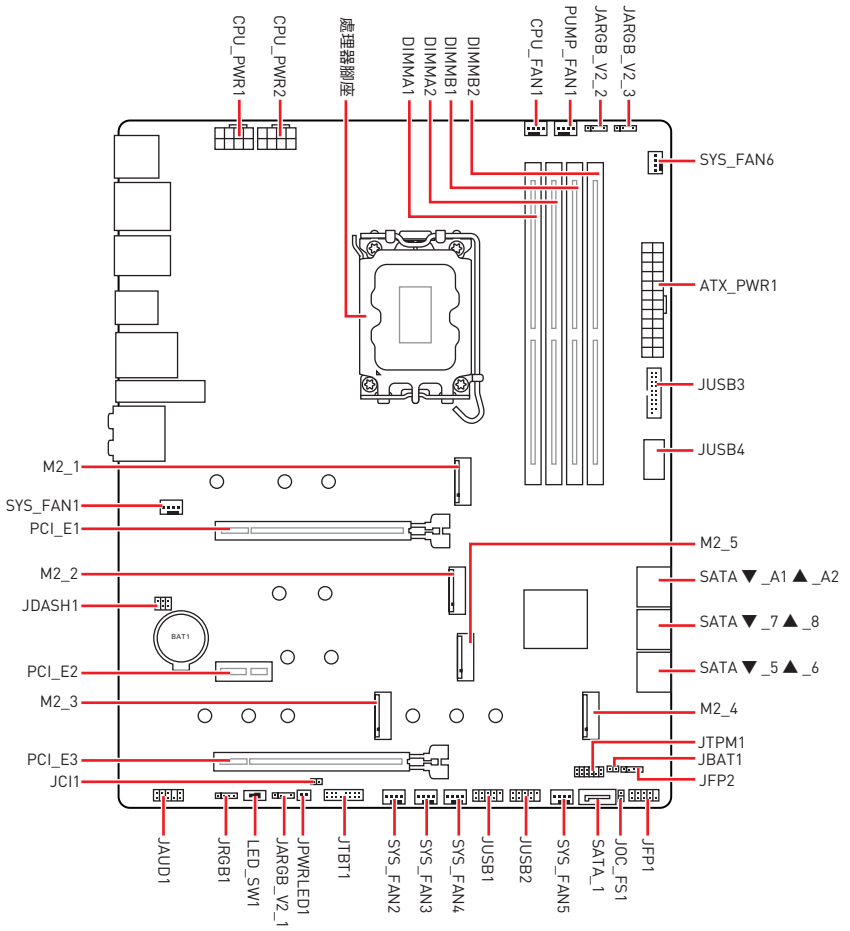 CPU_PWR1
CPU_PWR2
處理器腳座
DIMMA1
DIMMA2
DIMMB1
DIMMB2
CPU_FAN1
PUMP_FAN1
JARGB_V2_2
JARGB_V2_3
SYS_FAN6
ATX_PWR1
JUSB3
JUSB4
M2_1
SYS_FAN1
PCI_E1
M2_5
M2_2
SATA ▼ _A1 ▲ _A2
JDASH1
SATA ▼ _7 ▲ _8
BAT1
PCI_E2
SATA ▼ _5 ▲ _6
M2_3
M2_4
JTPM1
PCI_E3
JBAT1
JCI1
JFP2
JAUD1
JRGB1
LED_SW1
JARGB_V2_1
JPWRLED1
JTBT1
SYS_FAN2
SYS_FAN3
SYS_FAN4
JUSB1
JUSB2
SYS_FAN5
SATA_1
JOC_FS1
JFP1